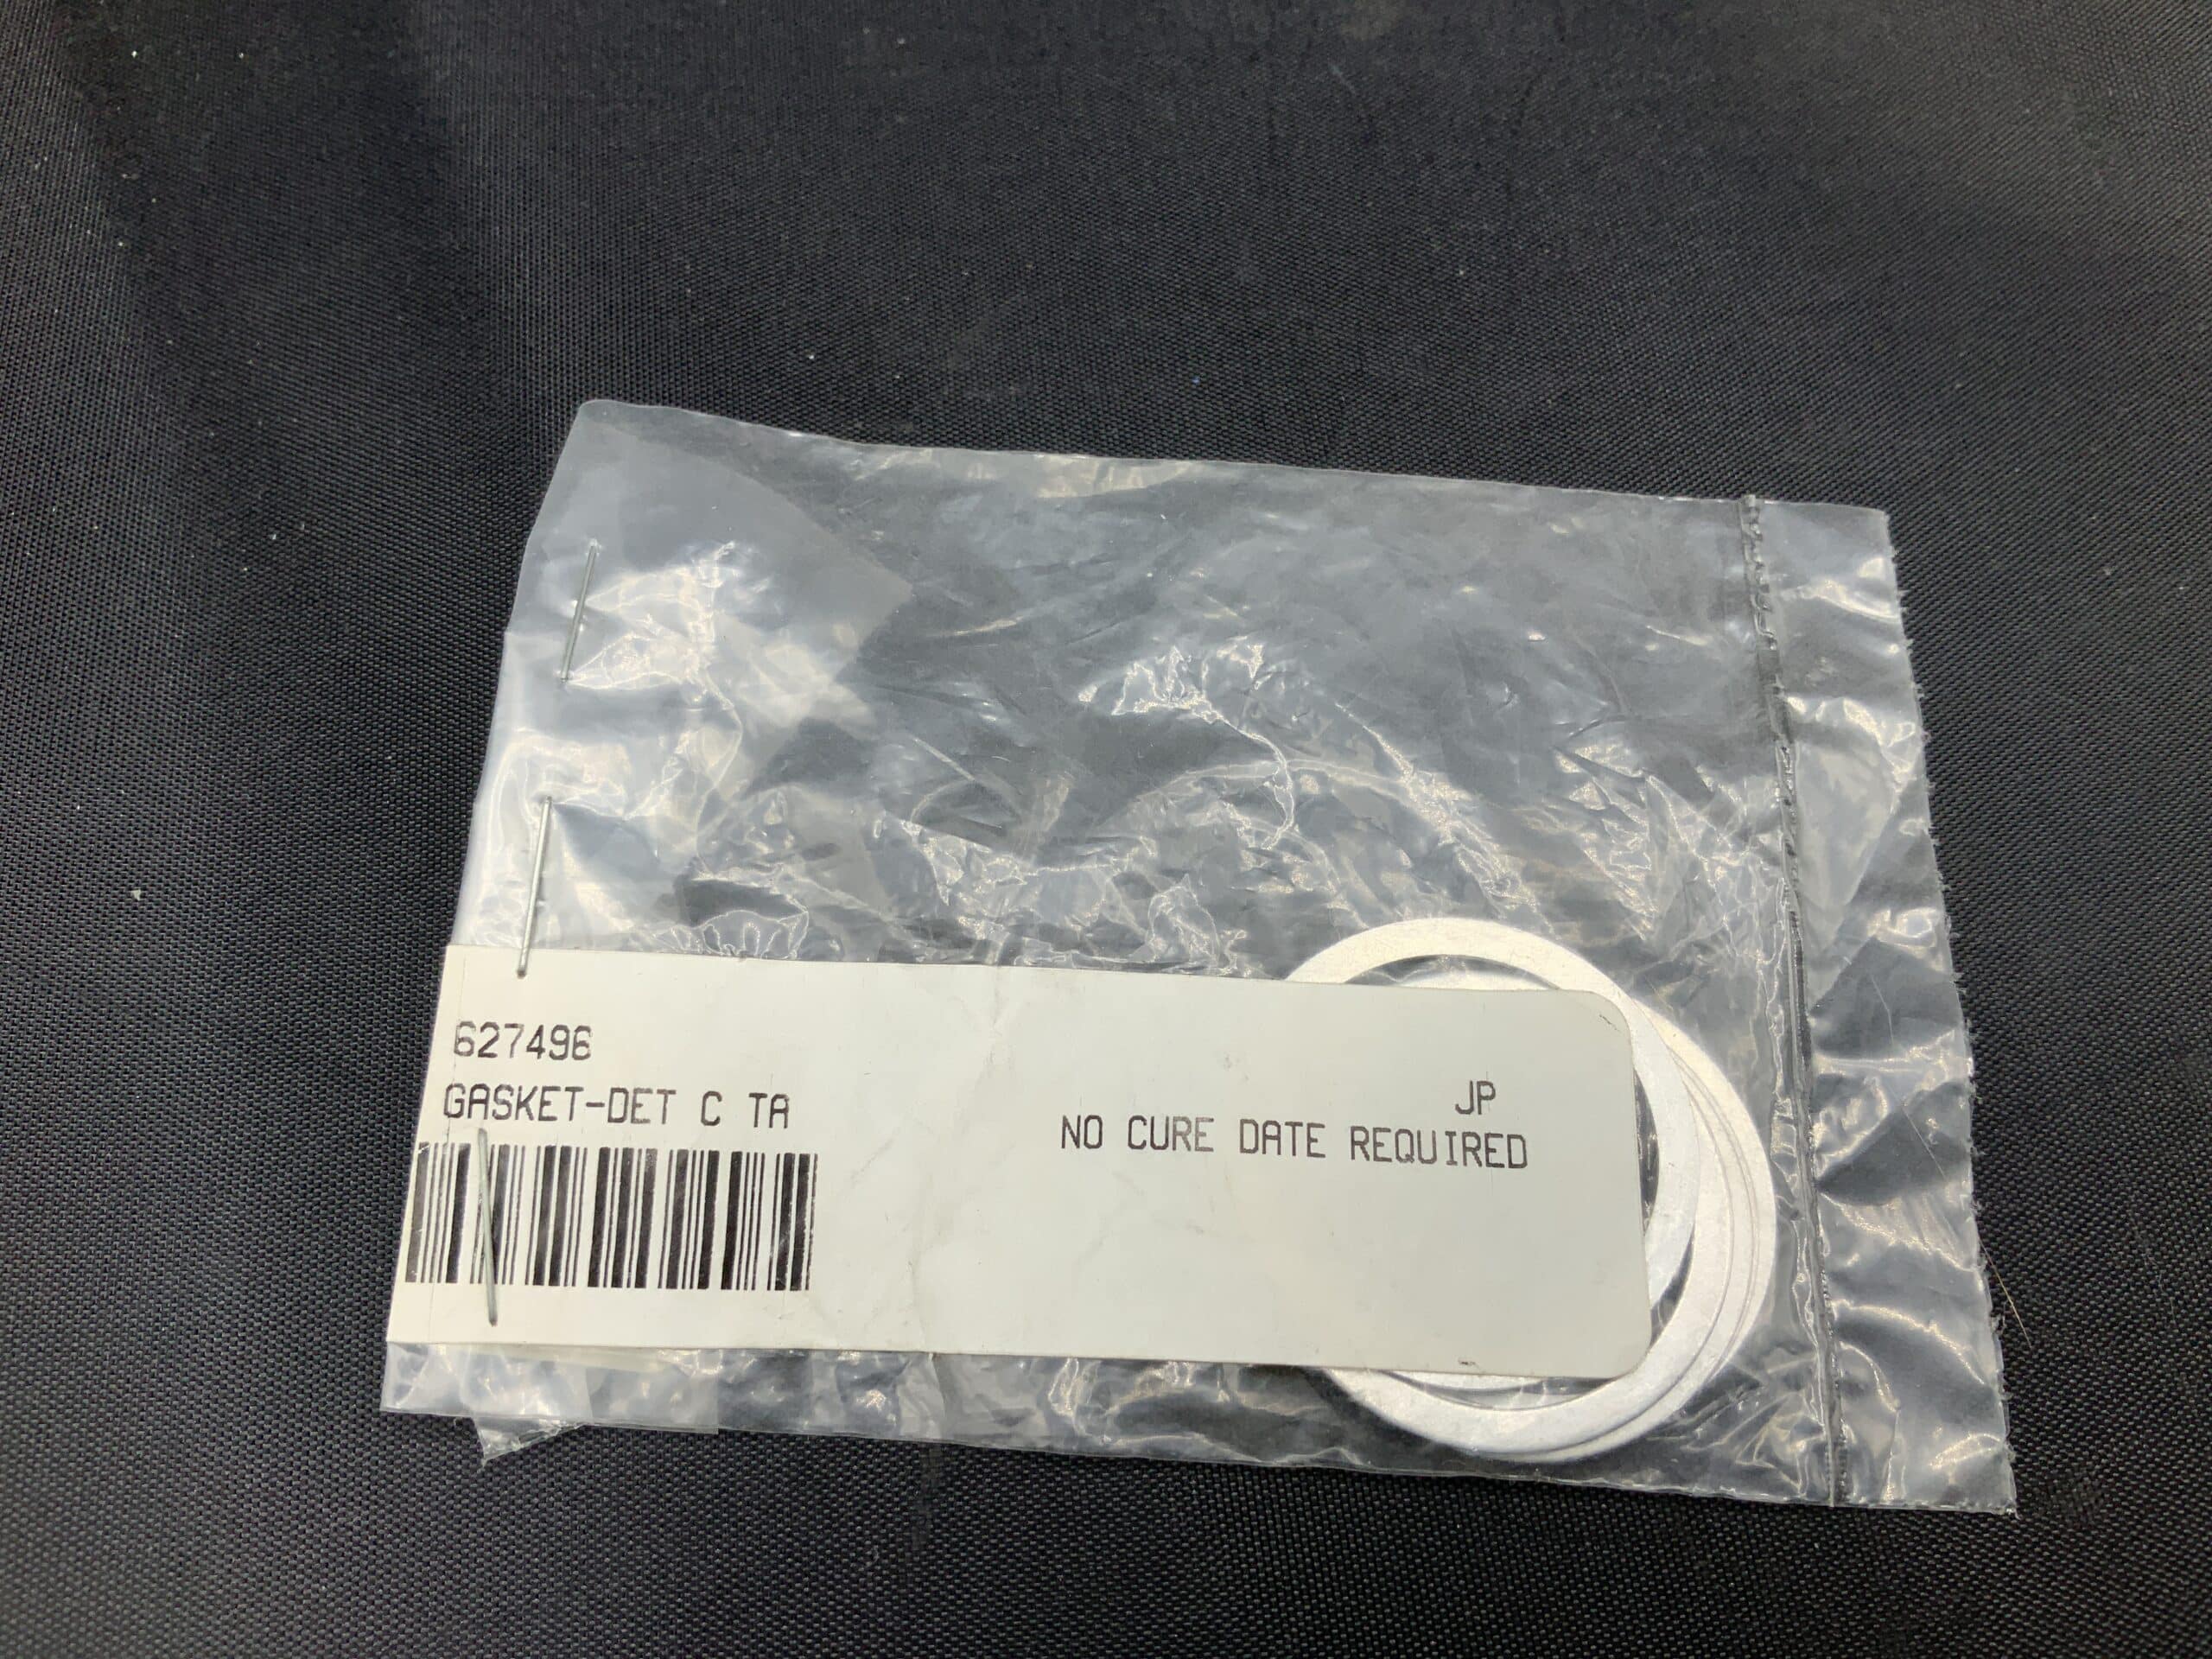 627496
GASKET-DET C TA
JP
NO CURE DATE REQUIRED